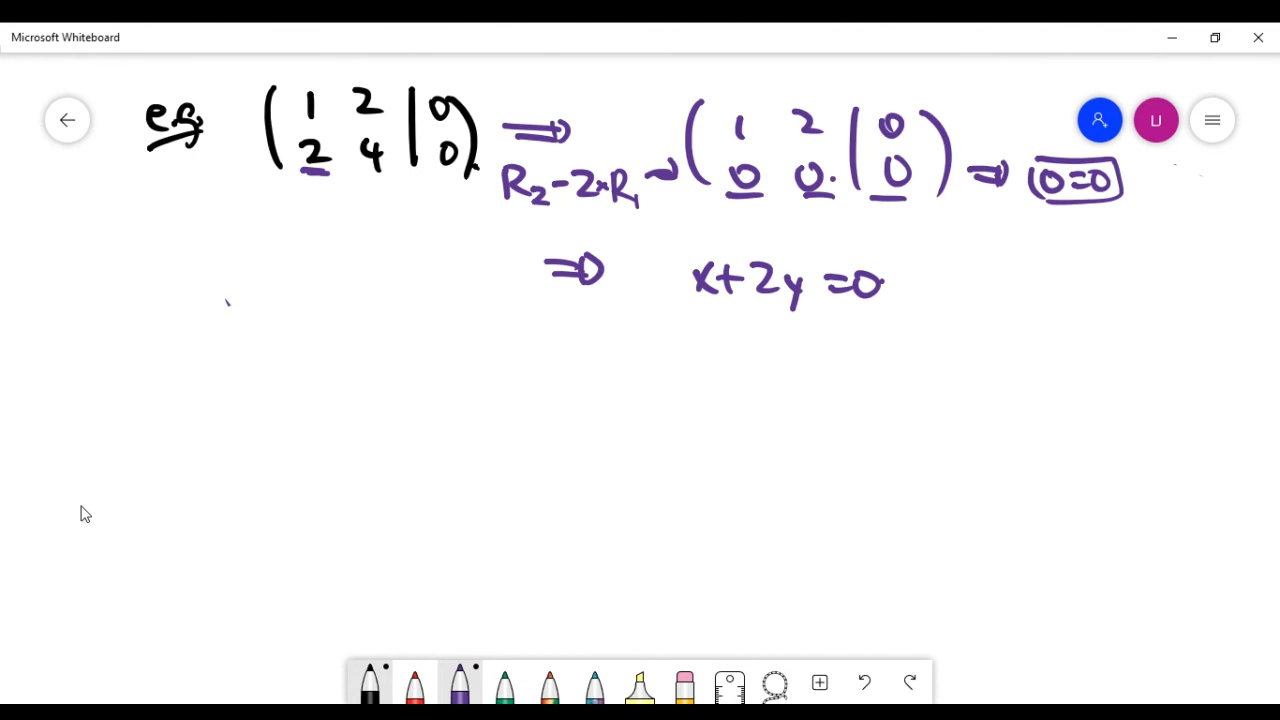 Microsoft Whiteboard
e.g. ( 1 2 | 0 ) ⟹ ( 1 2 | 0 )
( 2 4 | 0 ) R₂-2×R₁ → ( 0 0 | 0 ) ⟹ 0=0
⟹ x+2y=0
LJ